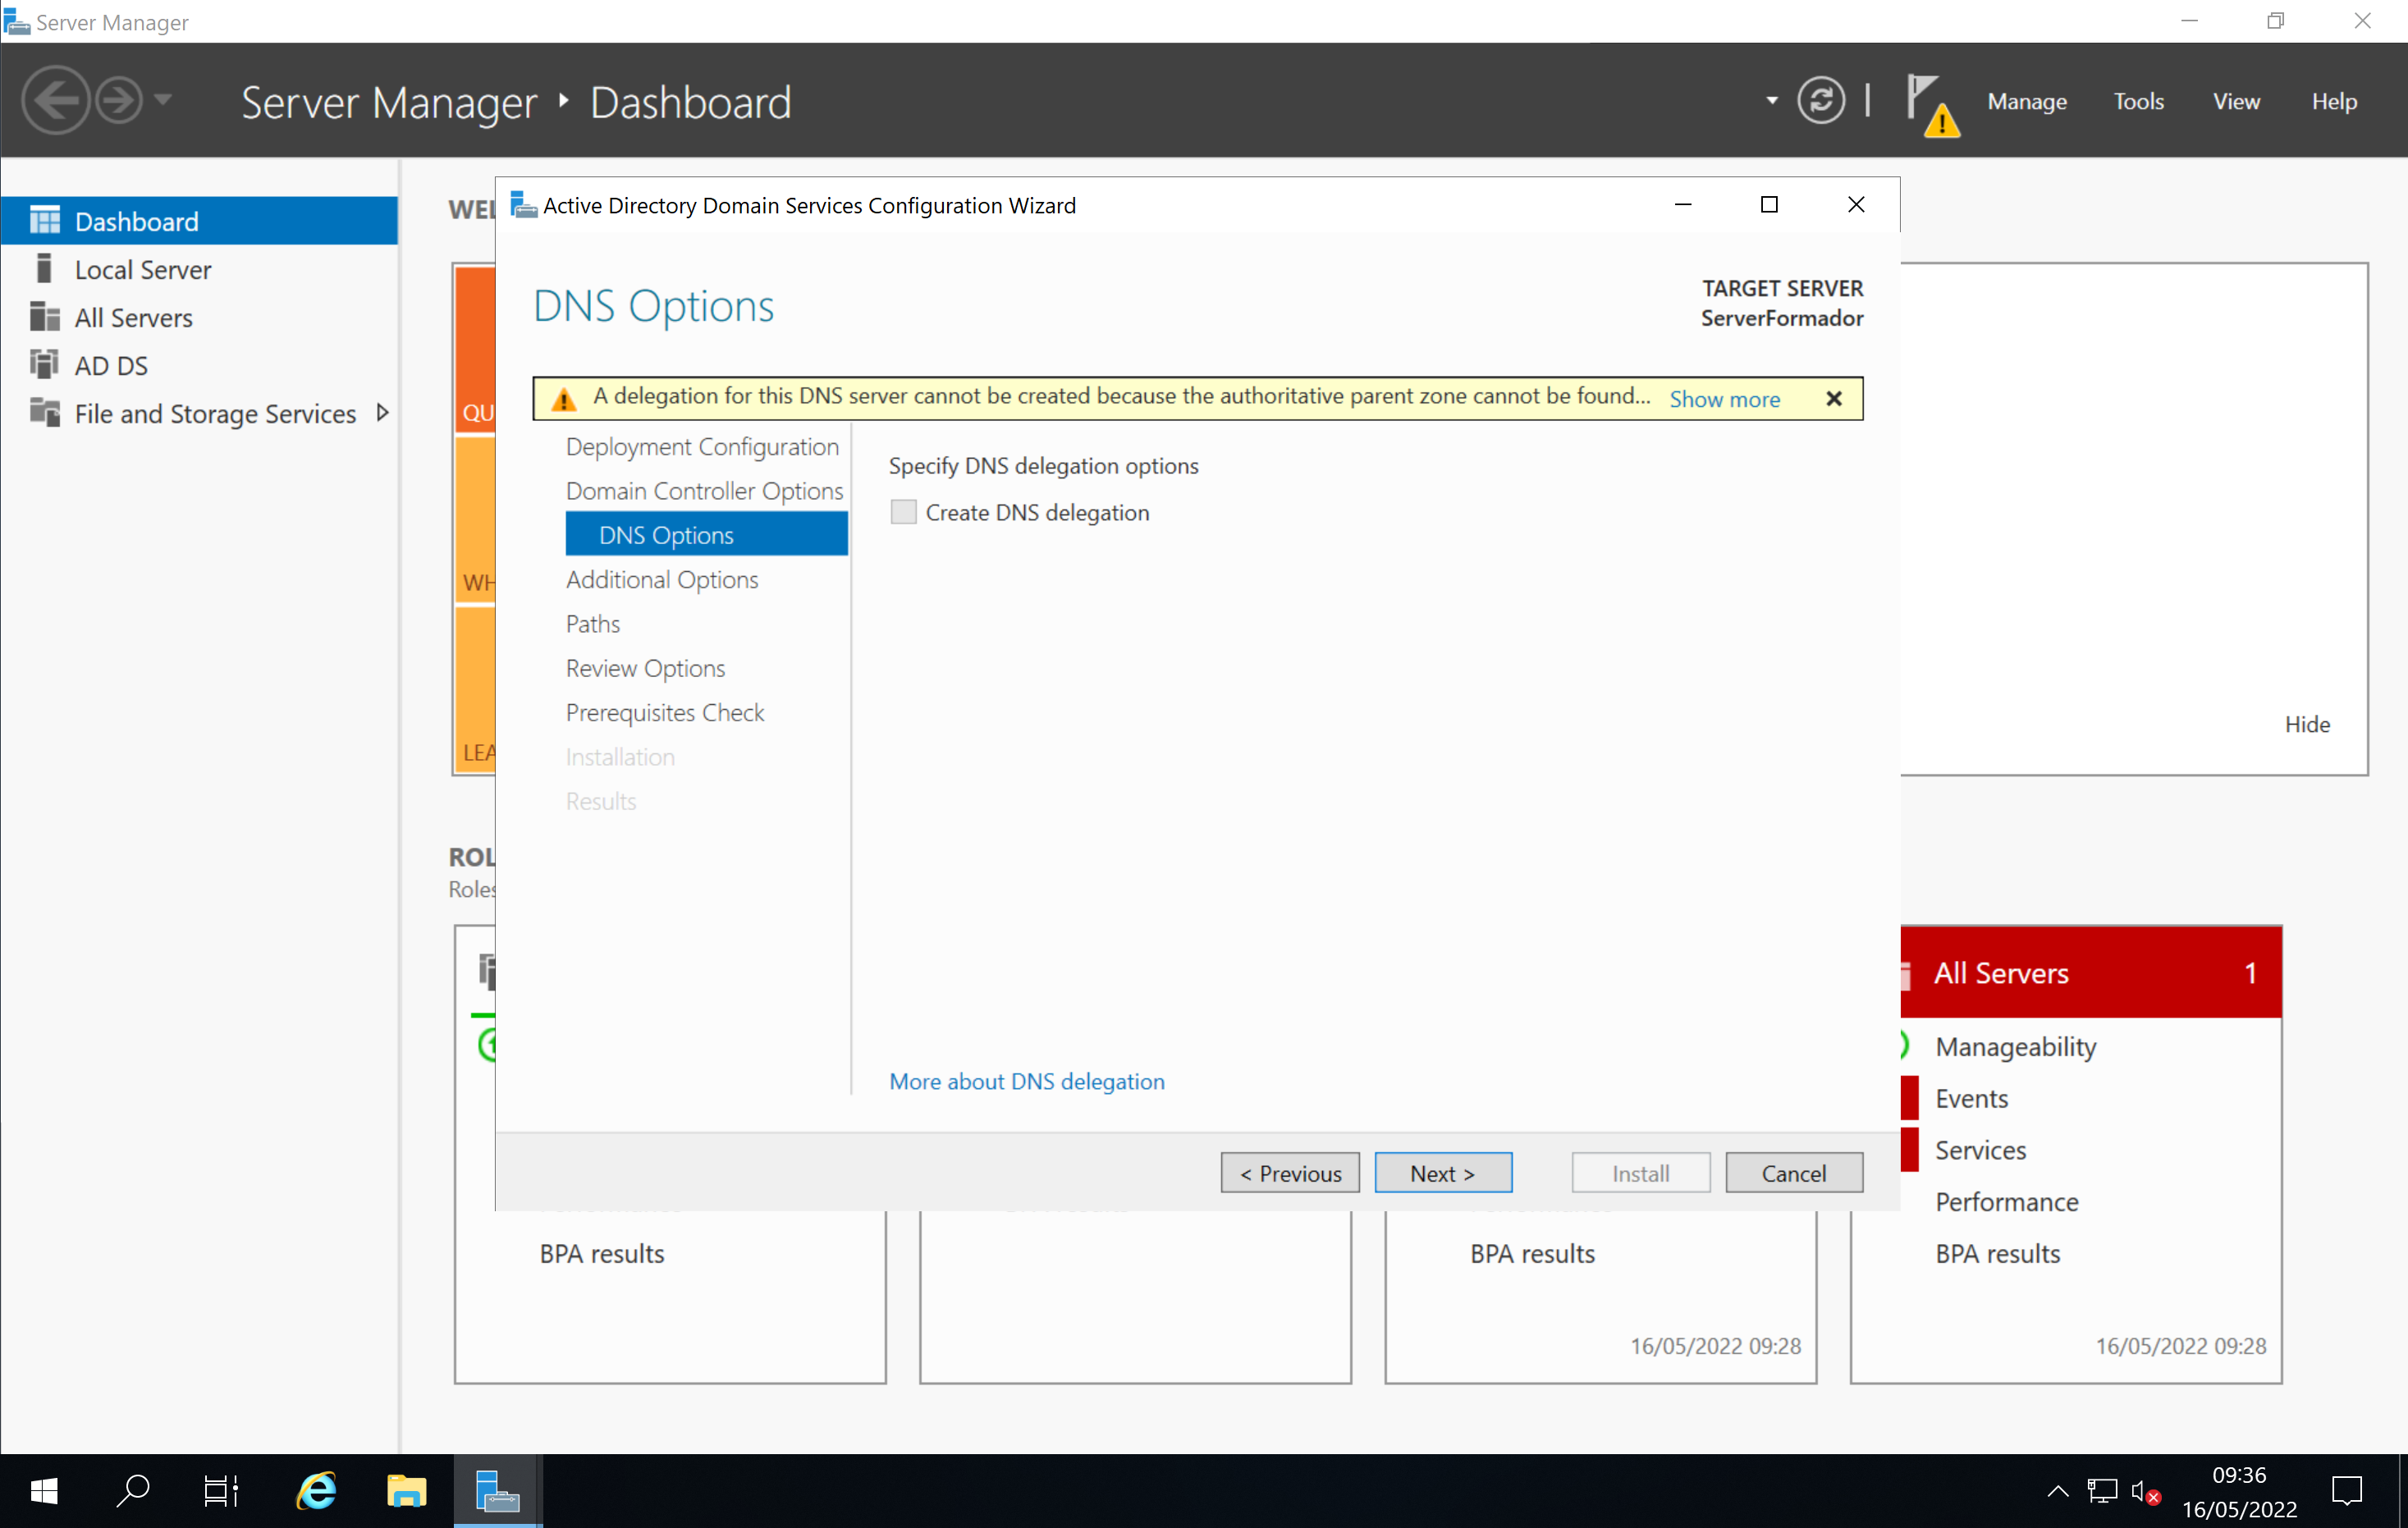 Server Manager
Server Manager Dashboard
Manage Tools View Help
Dashboard
Local Server
All Servers
AD DS
File and Storage Services
WEL
QU
WH
LEA
Hide
Active Directory Domain Services Configuration Wizard
DNS Options
TARGET SERVER
ServerFormador
A delegation for this DNS server cannot be created because the authoritative parent zone cannot be found... Show more
Deployment Configuration
Domain Controller Options
DNS Options
Additional Options
Paths
Review Options
Prerequisites Check
Installation
Results
Specify DNS delegation options
Create DNS delegation
More about DNS delegation
< Previous Next > Install Cancel
ROL
Roles
BPA results
BPA results
16/05/2022 09:28
All Servers 1
Manageability
Events
Services
Performance
BPA results
16/05/2022 09:28
09:36
16/05/2022